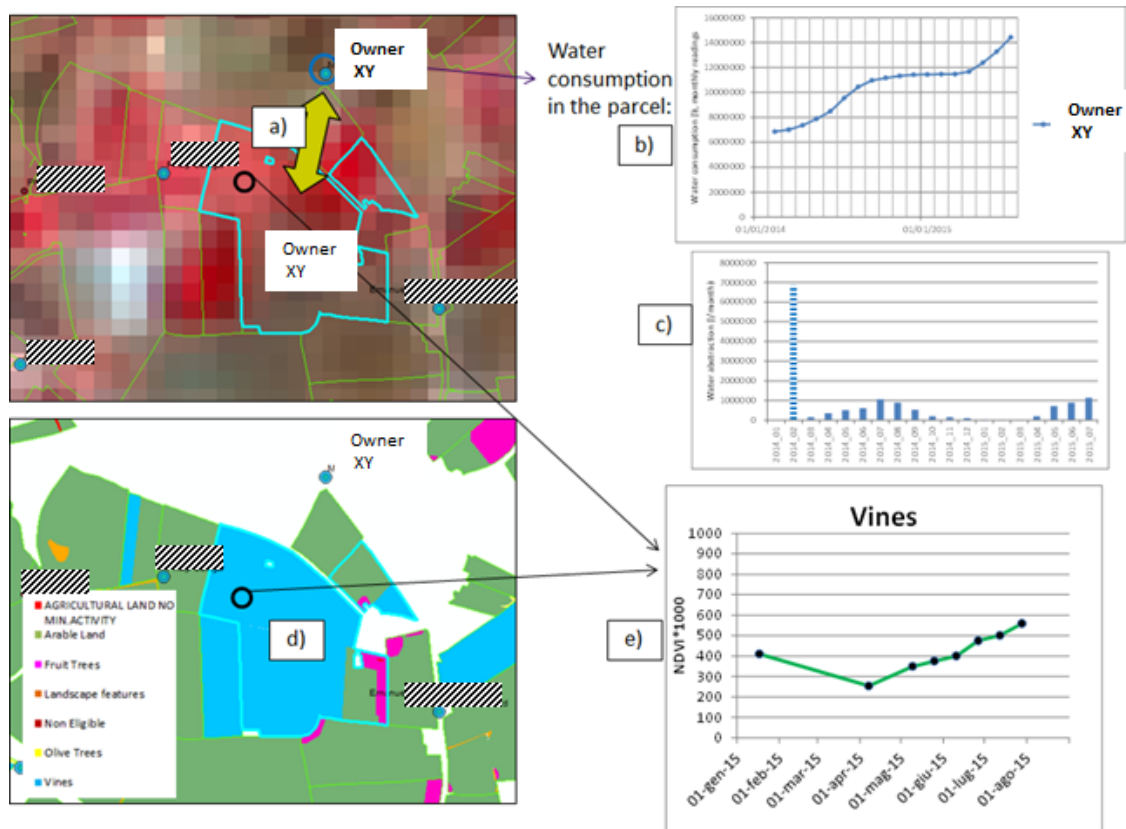 Owner
XY
a)
Owner
XY
Water
consumption
in the parcel:
b)
Water consumption [l, monthly readings
16000000
14000000
12000000
10000000
8000000
6000000
4000000
2000000
0
01/01/2014
01/01/2015
Owner
XY
c)
Water abstraction (l/month)
8000000
7000000
6000000
5000000
4000000
3000000
2000000
1000000
0
2014_01
2014_02
2014_03
2014_04
2014_05
2014_06
2014_07
2014_08
2014_09
2014_10
2014_11
2014_12
2015_01
2015_02
2015_03
2015_04
2015_05
2015_06
2015_07
Owner
XY
M
d)
AGRICULTURAL LAND NO
MIN.ACTIVITY
Arable Land
Fruit Trees
Landscape features
Non Eligible
Olive Trees
Vines
e)
Vines
NDVI*1000
1000
900
800
700
600
500
400
300
200
100
0
01-gen-15
01-feb-15
01-mar-15
01-apr-15
01-mag-15
01-giu-15
01-lug-15
01-ago-15